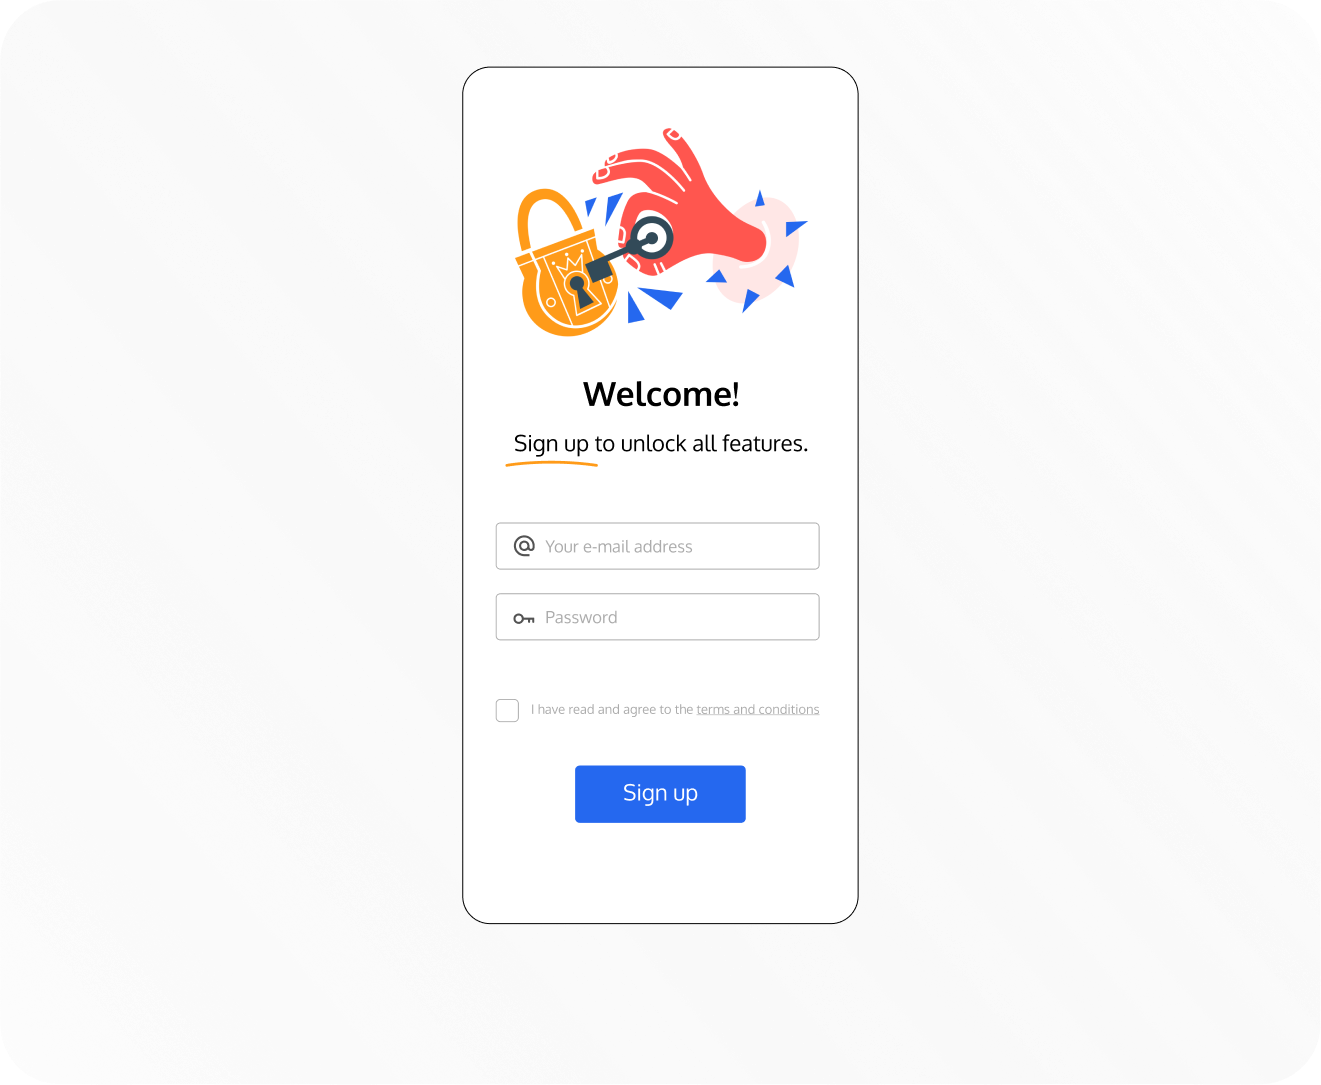 Welcome!
Sign up to unlock all features.
Your e-mail address
Password
I have read and agree to the terms and conditions
Sign up